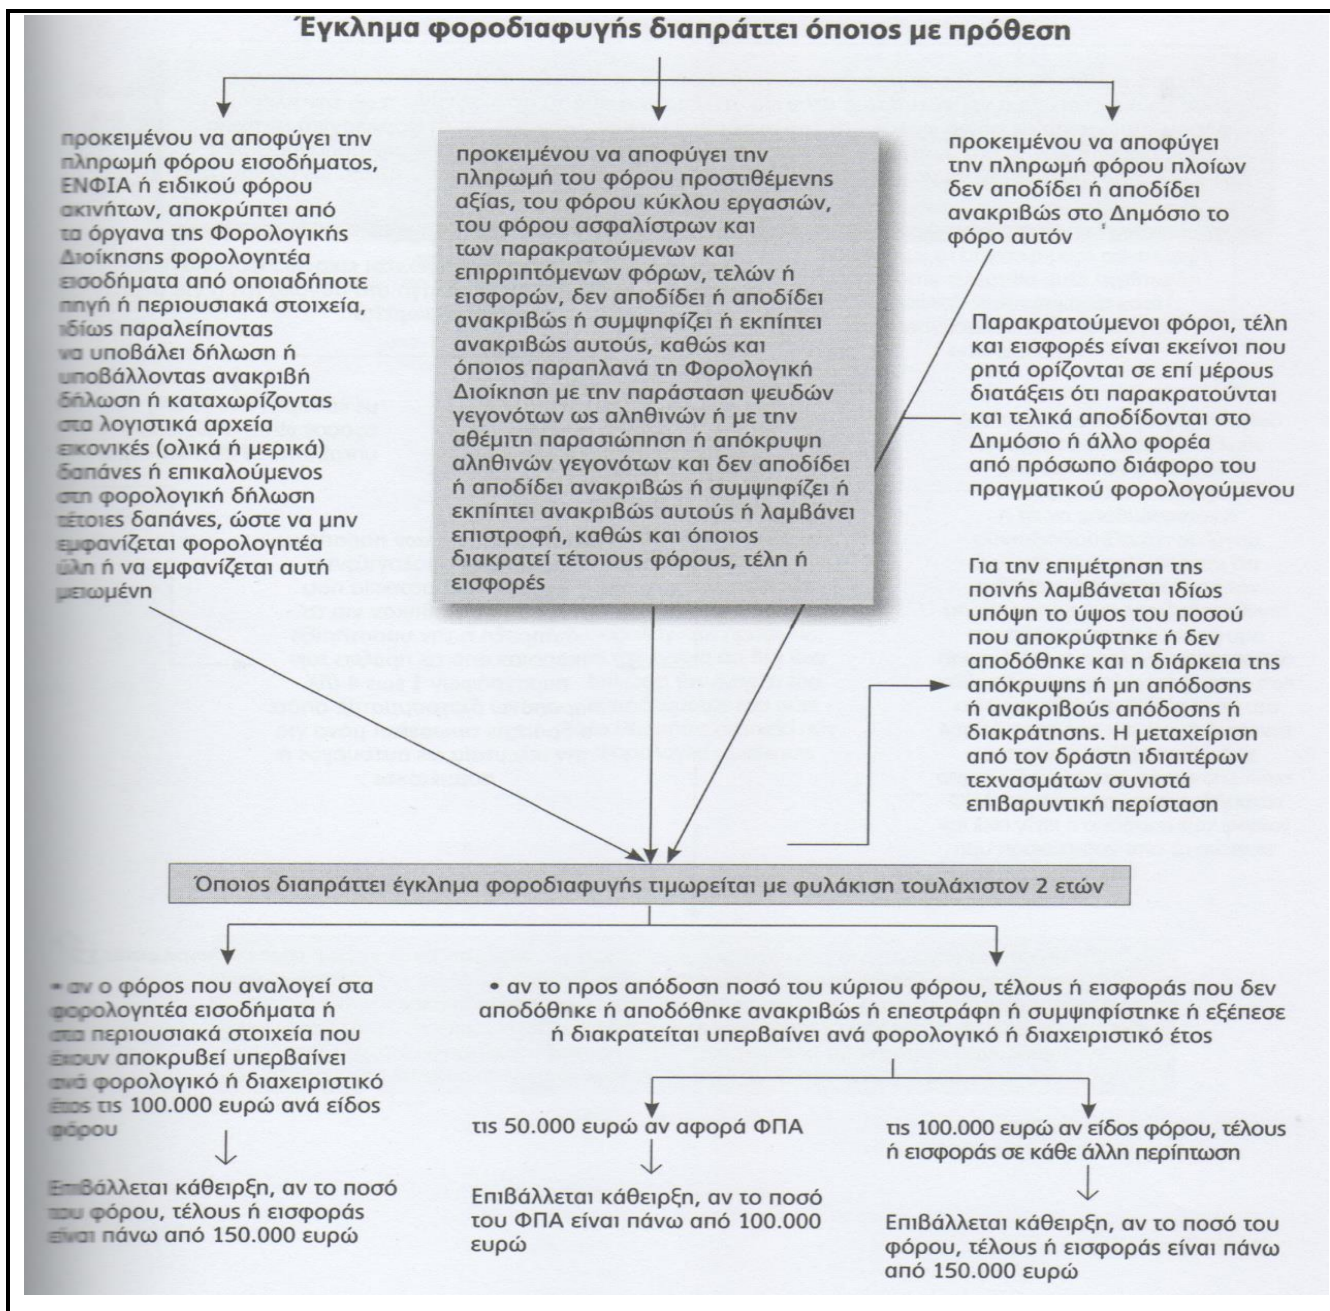 Έγκλημα φοροδιαφυγής διαπράττει όποιος με πρόθεση
προκειμένου να αποφύγει την
πληρωμή φόρου εισοδήματος,
ΕΝΦΙΑ ή ειδικού φόρου
ακινήτων, αποκρύπτει από
τα όργανα της Φορολογικής
Διοίκησης φορολογητέα
εισοδήματα από οποιαδήποτε
πηγή ή περιουσιακά στοιχεία,
ιδίως παραλείποντας
να υποβάλει δήλωση ή
υποβάλλοντας ανακριβή
δήλωση ή καταχωρίζοντας
στα λογιστικά αρχεία
εικονικές (ολικά ή μερικά)
δαπάνες ή επικαλούμενος
στη φορολογική δήλωση
τέτοιες δαπάνες, ώστε να μην
εμφανίζεται φορολογητέα
ύλη ή να εμφανίζεται αυτή
μειωμένη
προκειμένου να αποφύγει την
πληρωμή του φόρου προστιθέμενης
αξίας, του φόρου κύκλου εργασιών,
του φόρου ασφαλίστρων και
των παρακρατούμενων και
επιρριπτόμενων φόρων, τελών ή
εισφορών, δεν αποδίδει ή αποδίδει
ανακριβώς ή συμψηφίζει ή εκπίπτει
ανακριβώς αυτούς, καθώς και
όποιος παραπλανά τη Φορολογική
Διοίκηση με την παράσταση ψευδών
γεγονότων ως αληθινών ή με την
αθέμιτη παρασιώπηση ή απόκρυψη
αληθινών γεγονότων και δεν αποδίδει
ή αποδίδει ανακριβώς ή συμψηφίζει ή
εκπίπτει ανακριβώς αυτούς ή λαμβάνει
επιστροφή, καθώς και όποιος
διακρατεί τέτοιους φόρους, τέλη ή
εισφορές
προκειμένου να αποφύγει
την πληρωμή φόρου πλοίων
δεν αποδίδει ή αποδίδει
ανακριβώς στο Δημόσιο το
φόρο αυτόν
Παρακρατούμενοι φόροι, τέλη
και εισφορές είναι εκείνοι που
ρητά ορίζονται σε επί μέρους
διατάξεις ότι παρακρατούνται
και τελικά αποδίδονται στο
Δημόσιο ή άλλο φορέα
από πρόσωπο διάφορο του
πραγματικού φορολογούμενου
Για την επιμέτρηση της
ποινής λαμβάνεται ιδίως
υπόψη το ύψος του ποσού
που αποκρύφτηκε ή δεν
αποδόθηκε και η διάρκεια της
απόκρυψης ή μη απόδοσης
ή ανακριβούς απόδοσης ή
διακράτησης. Η μεταχείριση
από τον δράστη ιδιαιτέρων
τεχνασμάτων συνιστά
επιβαρυντική περίσταση
Όποιος διαπράττει έγκλημα φοροδιαφυγής τιμωρείται με φυλάκιση τουλάχιστον 2 ετών
• αν ο φόρος που αναλογεί στα
φορολογητέα εισοδήματα ή
στα περιουσιακά στοιχεία που
έχουν αποκρυβεί υπερβαίνει
ανά φορολογικό ή διαχειριστικό
έτος τις 100.000 ευρώ ανά είδος
φόρου
Επιβάλλεται κάθειρξη, αν το ποσό
του φόρου, τέλους ή εισφοράς
είναι πάνω από 150.000 ευρώ
• αν το προς απόδοση ποσό του κύριου φόρου, τέλους ή εισφοράς που δεν
αποδόθηκε ή αποδόθηκε ανακριβώς ή επεστράφη ή συμψηφίστηκε ή εξέπεσε
ή διακρατείται υπερβαίνει ανά φορολογικό ή διαχειριστικό έτος
τις 50.000 ευρώ αν αφορά ΦΠΑ
Επιβάλλεται κάθειρξη, αν το ποσό
του ΦΠΑ είναι πάνω από 100.000
ευρώ
τις 100.000 ευρώ αν είδος φόρου, τέλους
ή εισφοράς σε κάθε άλλη περίπτωση
Επιβάλλεται κάθειρξη, αν το ποσό του
φόρου, τέλους ή εισφοράς είναι πάνω
από 150.000 ευρώ